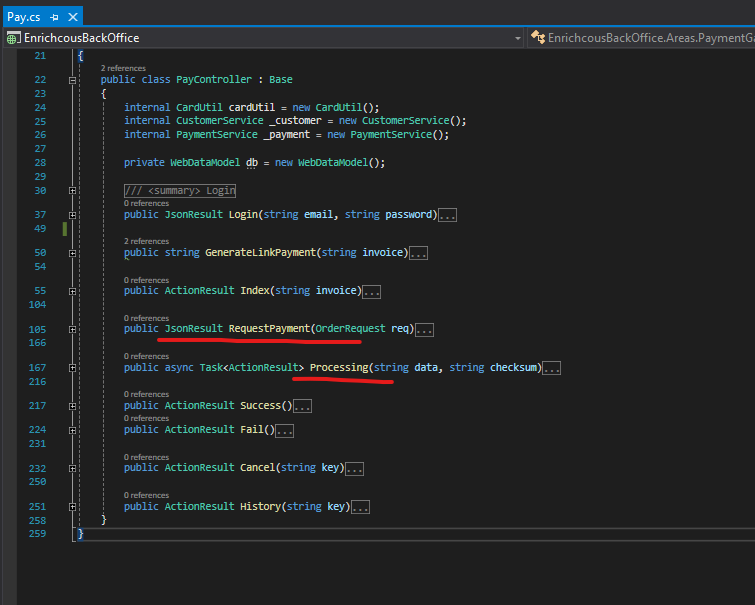 Pay.cs
EnrichcousBackOffice EnrichcousBackOffice.Areas.PaymentGa
21 {
2 references
22 public class PayController : Base
23 {
24 internal CardUtil cardUtil = new CardUtil();
25 internal CustomerService _customer = new CustomerService();
26 internal PaymentService _payment = new PaymentService();
27
28 private WebDataModel db = new WebDataModel();
29
30 /// <summary> Login
0 references
37 public JsonResult Login(string email, string password)...
49
2 references
50 public string GenerateLinkPayment(string invoice)...
54
0 references
55 public ActionResult Index(string invoice)...
104
0 references
105 public JsonResult RequestPayment(OrderRequest req)...
166
0 references
167 public async Task<ActionResult> Processing(string data, string checksum)...
216
0 references
217 public ActionResult Success()...
0 references
224 public ActionResult Fail()...
231
0 references
232 public ActionResult Cancel(string key)...
250
0 references
251 public ActionResult History(string key)...
258 }
259 }